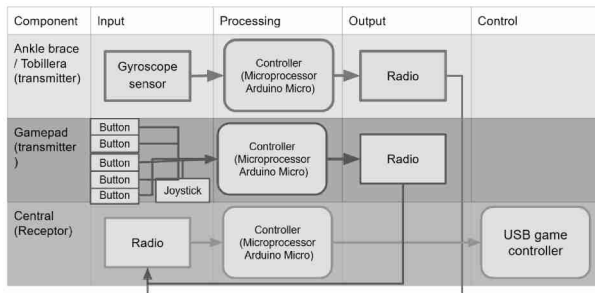 Component Input Processing Output Control
Ankle brace
/ Tobillera
(transmitter)
Gyroscope
sensor
Controller
(Microprocessor
Arduino Micro)
Radio
Gamepad
(transmitter
)
Button
Button
Button
Button
Button
Joystick
Controller
(Microprocessor
Arduino Micro)
Radio
Central
(Receptor)
Radio
Controller
(Microprocessor
Arduino Micro)
USB game
controller